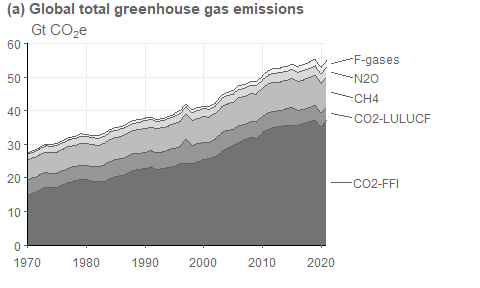 (a) Global total greenhouse gas emissions
Gt CO₂e
60
50
40
30
20
10
0
1970 1980 1990 2000 2010 2020
F-gases
N2O
CH4
CO2-LULUCF
CO2-FFI